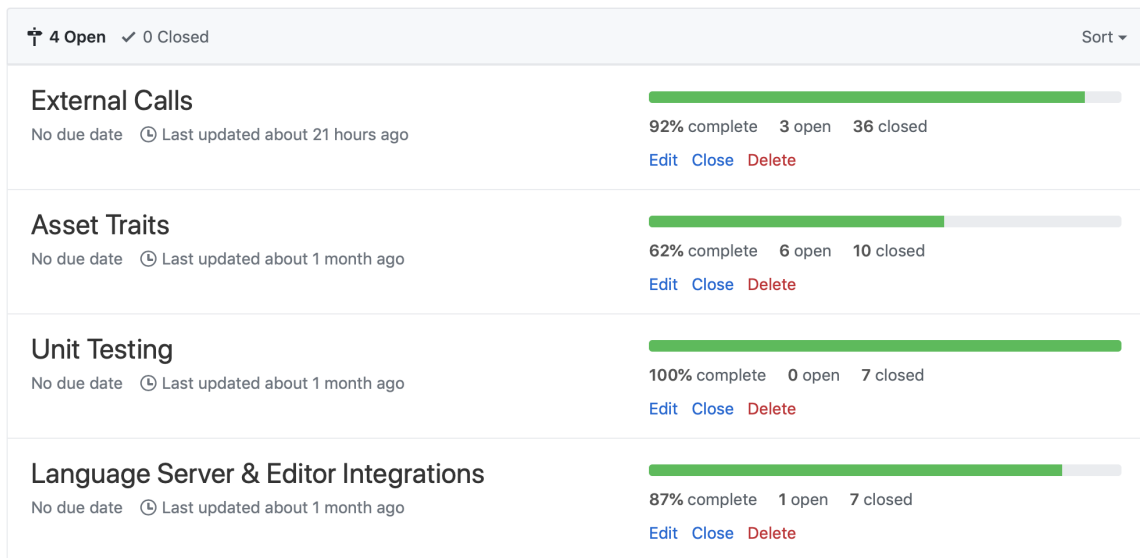 4 Open 0 Closed Sort
External Calls
No due date Last updated about 21 hours ago
92% complete 3 open 36 closed
Edit Close Delete
Asset Traits
No due date Last updated about 1 month ago
62% complete 6 open 10 closed
Edit Close Delete
Unit Testing
No due date Last updated about 1 month ago
100% complete 0 open 7 closed
Edit Close Delete
Language Server & Editor Integrations
No due date Last updated about 1 month ago
87% complete 1 open 7 closed
Edit Close Delete